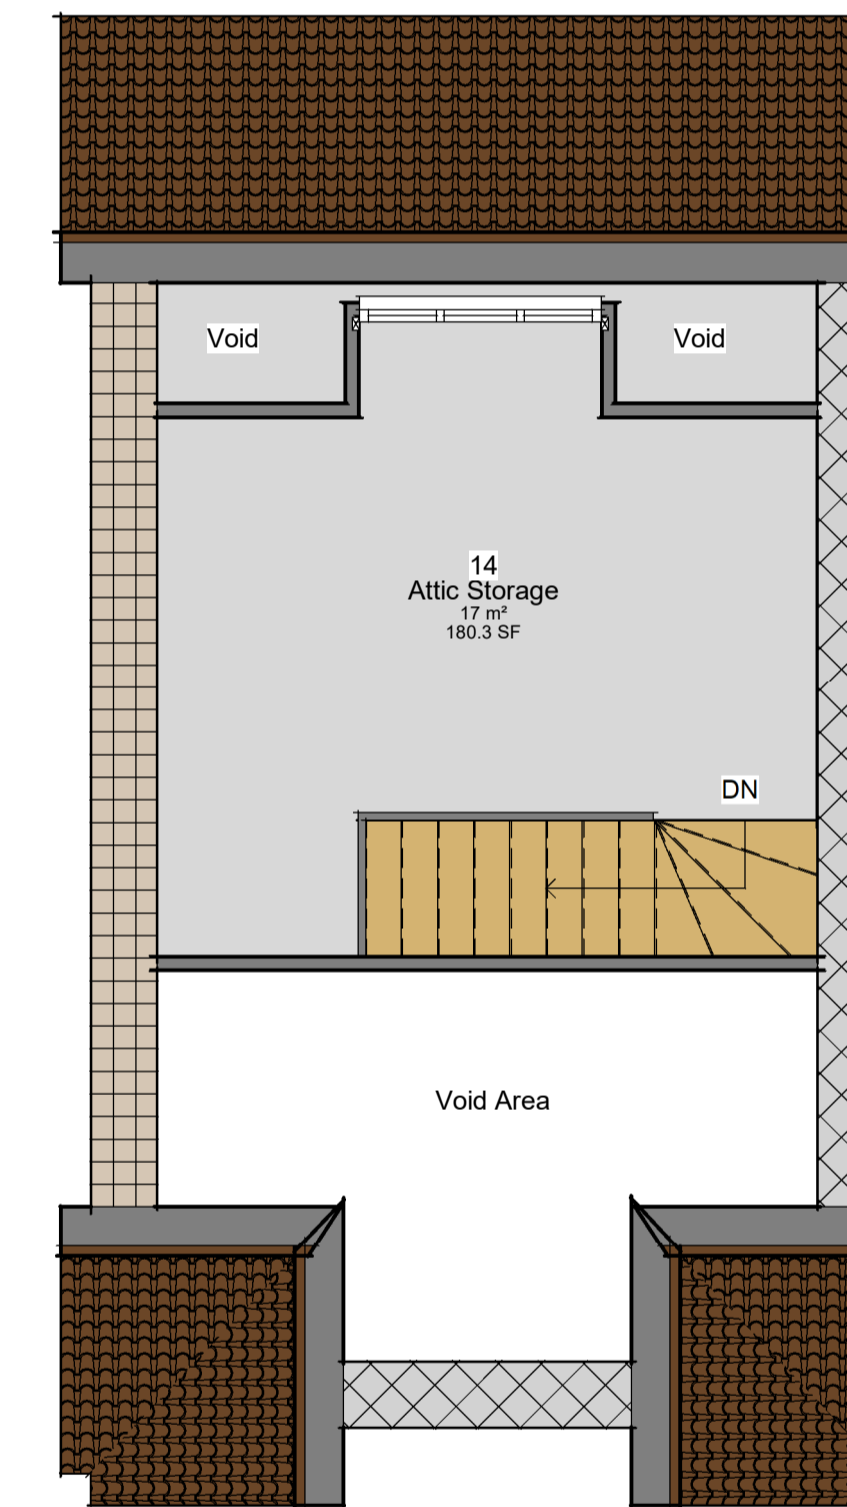 Void
Void
14
Attic Storage
17 m²
180.3 SF
DN
Void Area